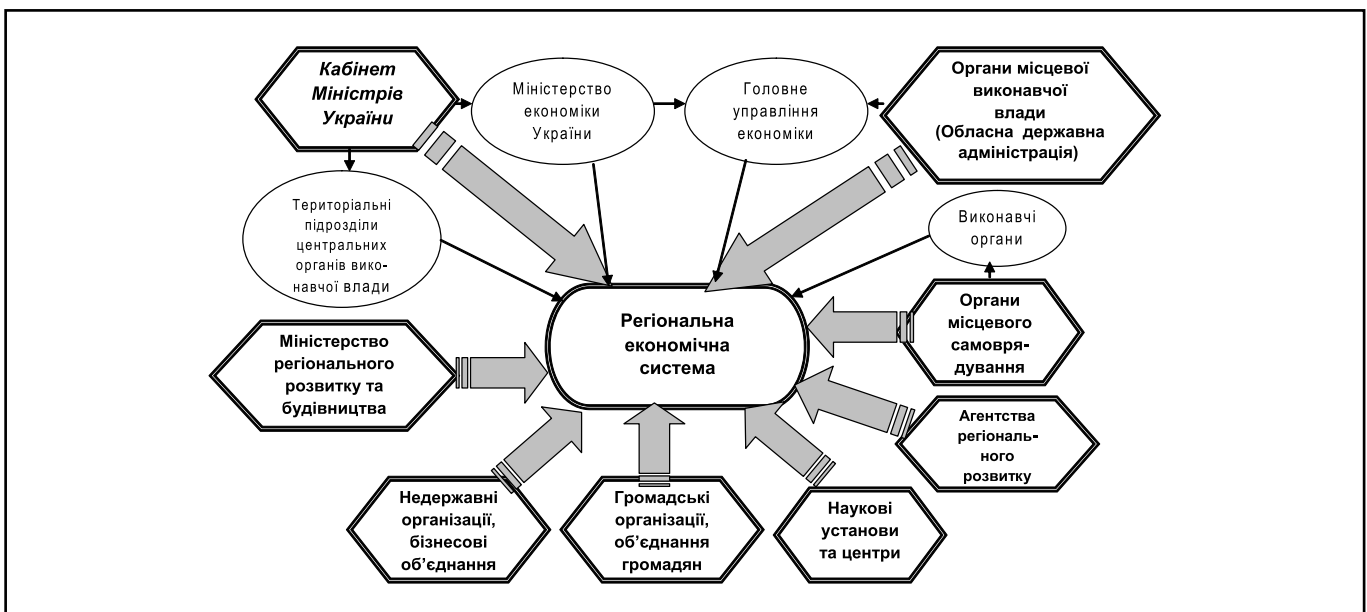 Кабінет
Міністрів
України
Міністерство
економіки
України
Головне
управління
економіки
Органи місцевої
виконавчої
влади
(Обласна державна
адміністрація)
Територіальні
підрозділи
центральних
органів вико-
навчої влади
Виконавчі
органи
Регіональна
економічна
система
Органи
місцевого
самовря-
дування
Міністерство
регіонального
розвитку та
будівництва
Агентства
регіональ-
ного
розвитку
Недержавні
організації,
бізнесові
об’єднання
Громадські
організації,
об’єднання
громадян
Наукові
установи
та центри